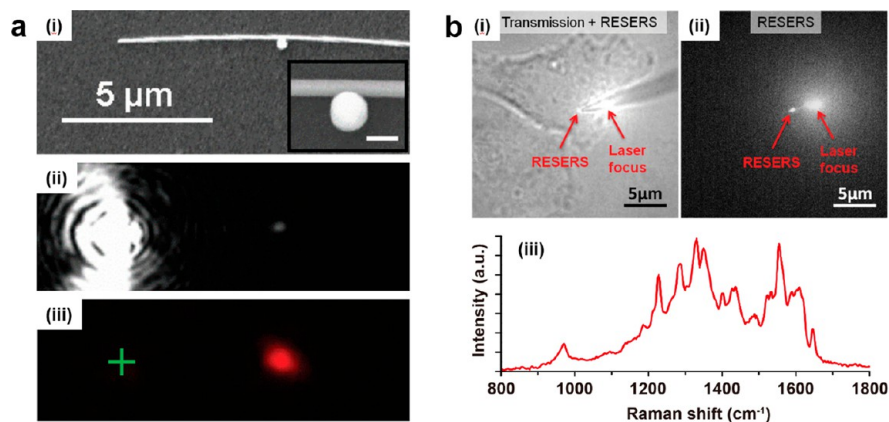 a
(i)
5 µm
(ii)
(iii)
b
(i)
Transmission + RESERS
RESERS
Laser
focus
5µm
(ii)
RESERS
RESERS
Laser
focus
5µm
(iii)
Intensity (a.u.)
800 1000 1200 1400 1600 1800
Raman shift (cm⁻¹)